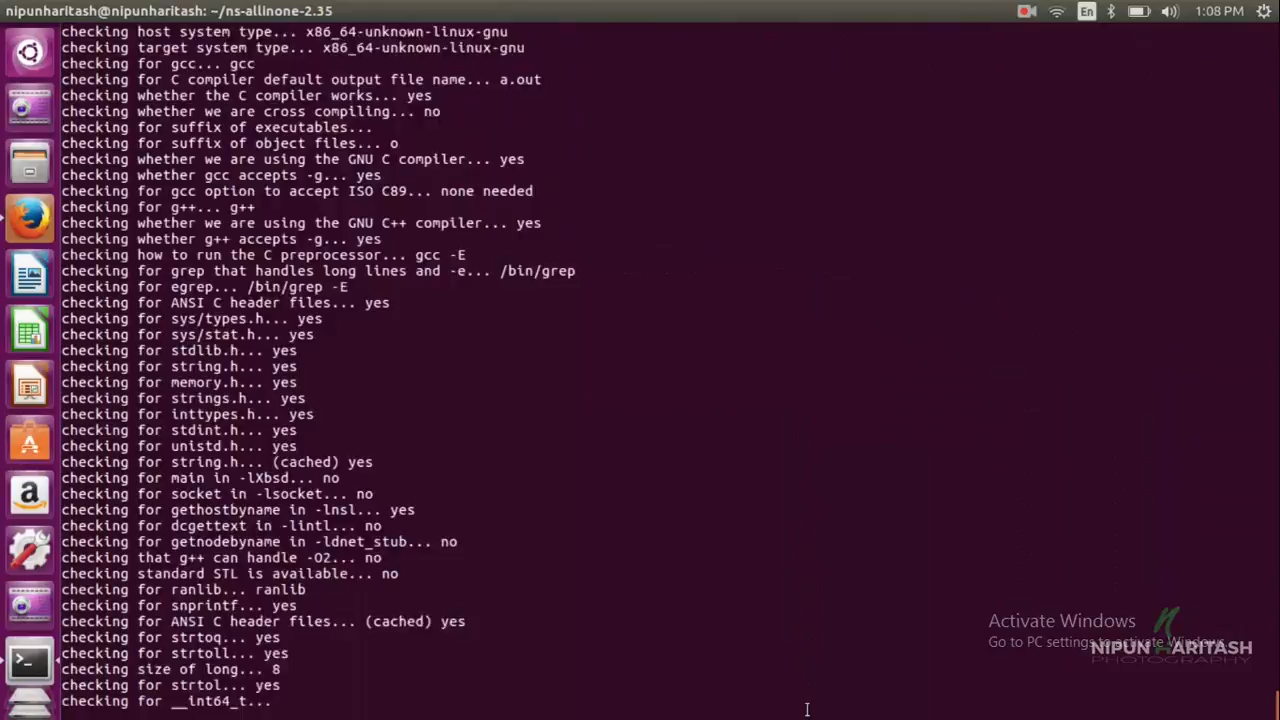 nipunharitash@nipunharitash: ~/ns-allinone-2.35
En
1:08 PM
checking host system type... x86_64-unknown-linux-gnu
checking target system type... x86_64-unknown-linux-gnu
checking for gcc... gcc
checking for C compiler default output file name... a.out
checking whether the C compiler works... yes
checking whether we are cross compiling... no
checking for suffix of executables...
checking for suffix of object files... o
checking whether we are using the GNU C compiler... yes
checking whether gcc accepts -g... yes
checking for gcc option to accept ISO C89... none needed
checking for g++... g++
checking whether we are using the GNU C++ compiler... yes
checking whether g++ accepts -g... yes
checking how to run the C preprocessor... gcc -E
checking for grep that handles long lines and -e... /bin/grep
checking for egrep... /bin/grep -E
checking for ANSI C header files... yes
checking for sys/types.h... yes
checking for sys/stat.h... yes
checking for stdlib.h... yes
checking for string.h... yes
checking for memory.h... yes
checking for strings.h... yes
checking for inttypes.h... yes
checking for stdint.h... yes
checking for unistd.h... yes
checking for string.h... (cached) yes
checking for main in -lXbsd... no
checking for socket in -lsocket... no
checking for gethostbyname in -lnsl... yes
checking for dcgettext in -lintl... no
checking for getnodebyname in -ldnet_stub... no
checking that g++ can handle -O2... no
checking standard STL is available... no
checking for ranlib... ranlib
checking for snprintf... yes
checking for ANSI C header files... (cached) yes
checking for strtoq... yes
checking for strtoll... yes
checking size of long... 8
checking for strtol... yes
checking for __int64_t...
Activate Windows
Go to PC settings to activate Windows.
NIPUN HARITASH
PHOTOGRAPHY